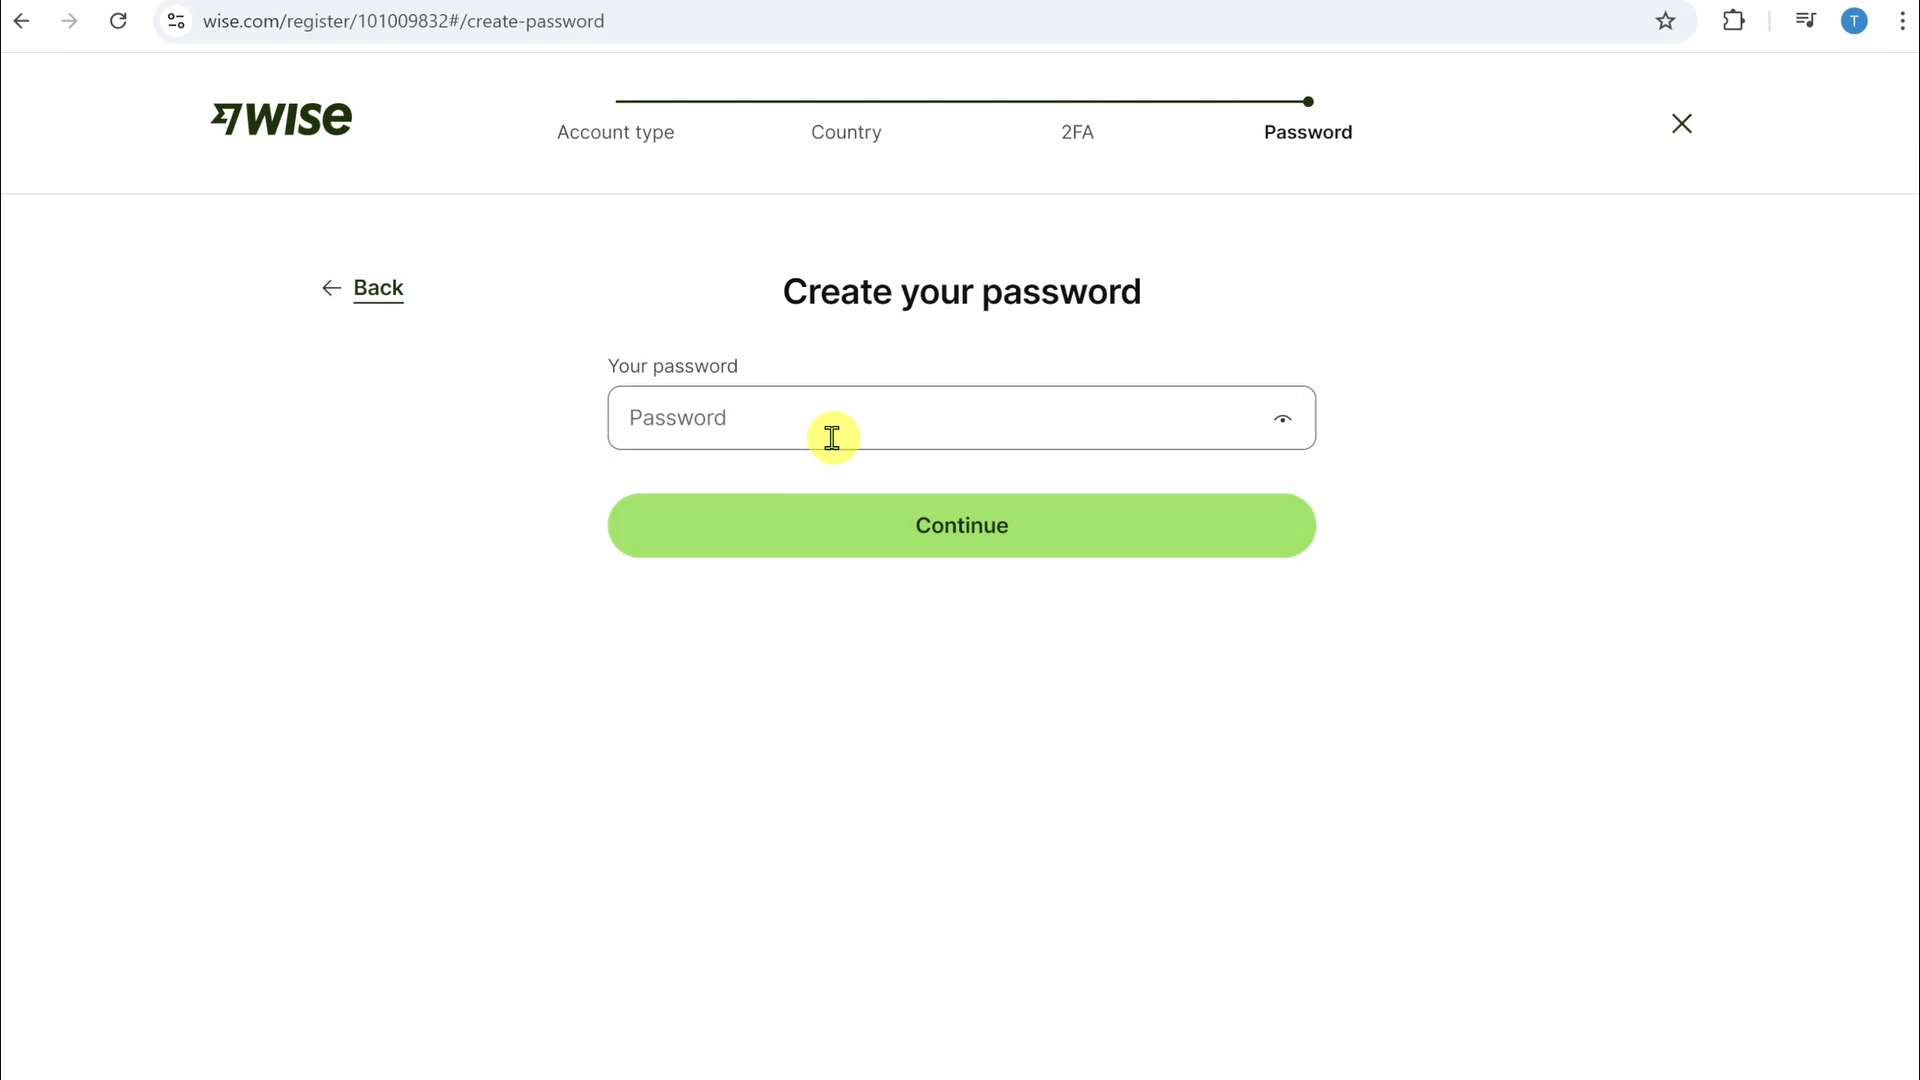 wise.com/register/101009832#/create-password
T
WISE
Account type
Country
2FA
Password
Back
Create your password
Your password
Password
Continue